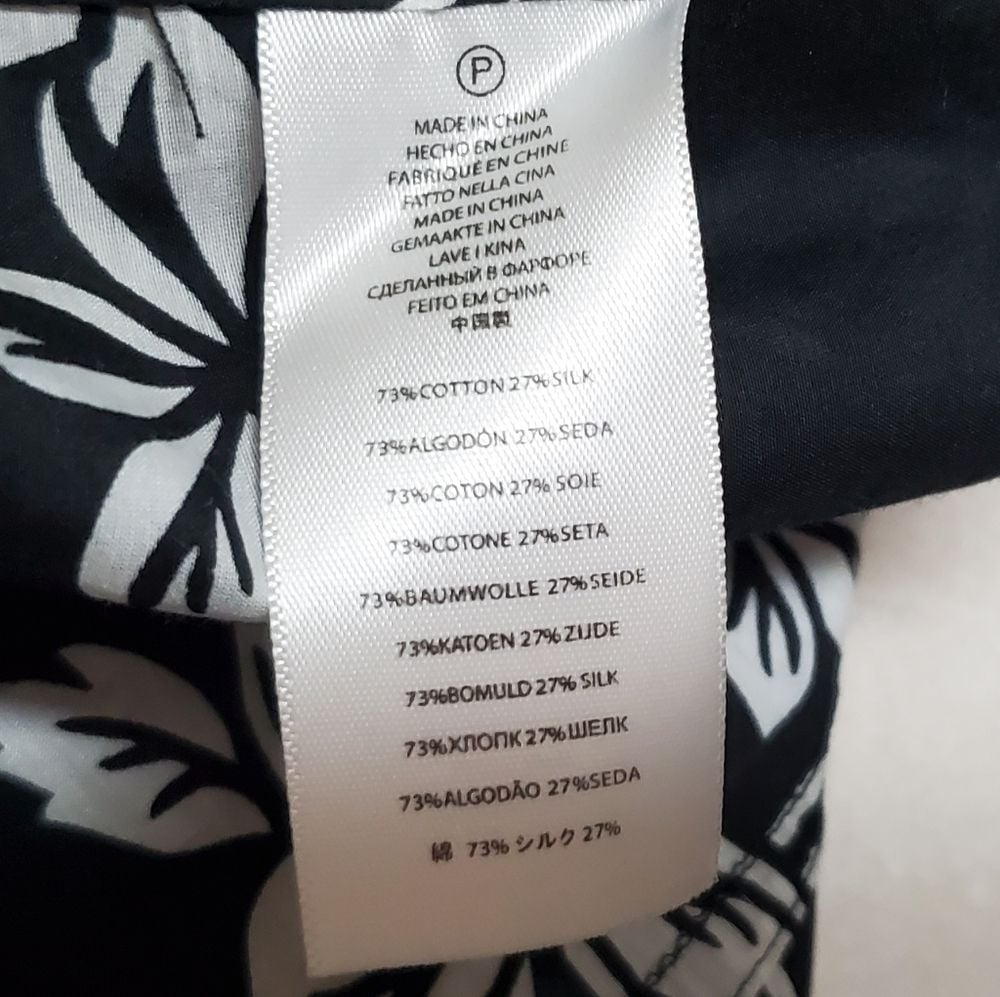 P
MADE IN CHINA
HECHO EN CHINA
FABRIQUÉ EN CHINE
FATTO NELLA CINA
MADE IN CHINA
GEMAAKTE IN CHINA
LAVE I KINA
СДЕЛАННЫЙ В ФАРФОРЕ
FEITO EM CHINA
中国製
73%COTTON 27%SILK
73%ALGODÓN 27%SEDA
73%COTON 27% SOIE
73%COTONE 27%SETA
73%BAUMWOLLE 27%SEIDE
73%KATOEN 27%ZIJDE
73%BOMULD 27% SILK
73%ХЛОПК 27%ШЕЛК
73%ALGODÃO 27%SEDA
綿 73% シルク 27%